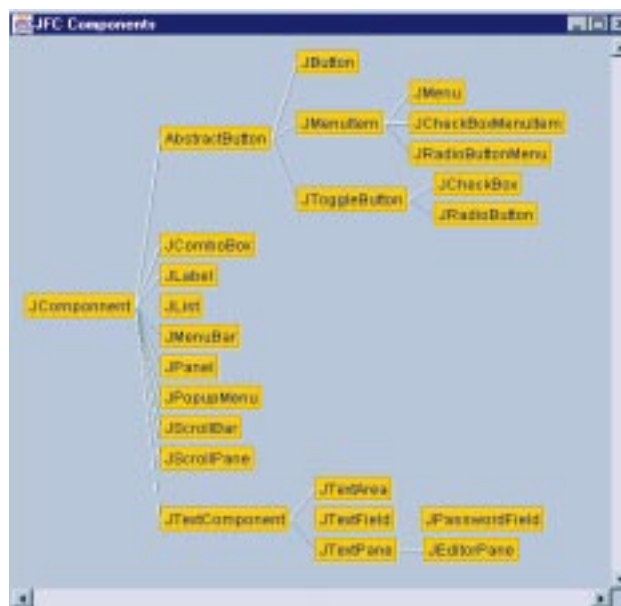 JFC Components
JButton
JMenu
JMenuItem
JCheckBoxMenuItem
AbstractButton
JRadioButtonMenu
JCheckBox
JToggleButton
JRadioButton
JComboBox
JLabel
JComponnent
JList
JMenuBar
JPanel
JPopupMenu
JScrollBar
JScrollPane
JTextArea
JTextComponent
JTextField
JPasswordField
JTextPane
JEditorPane